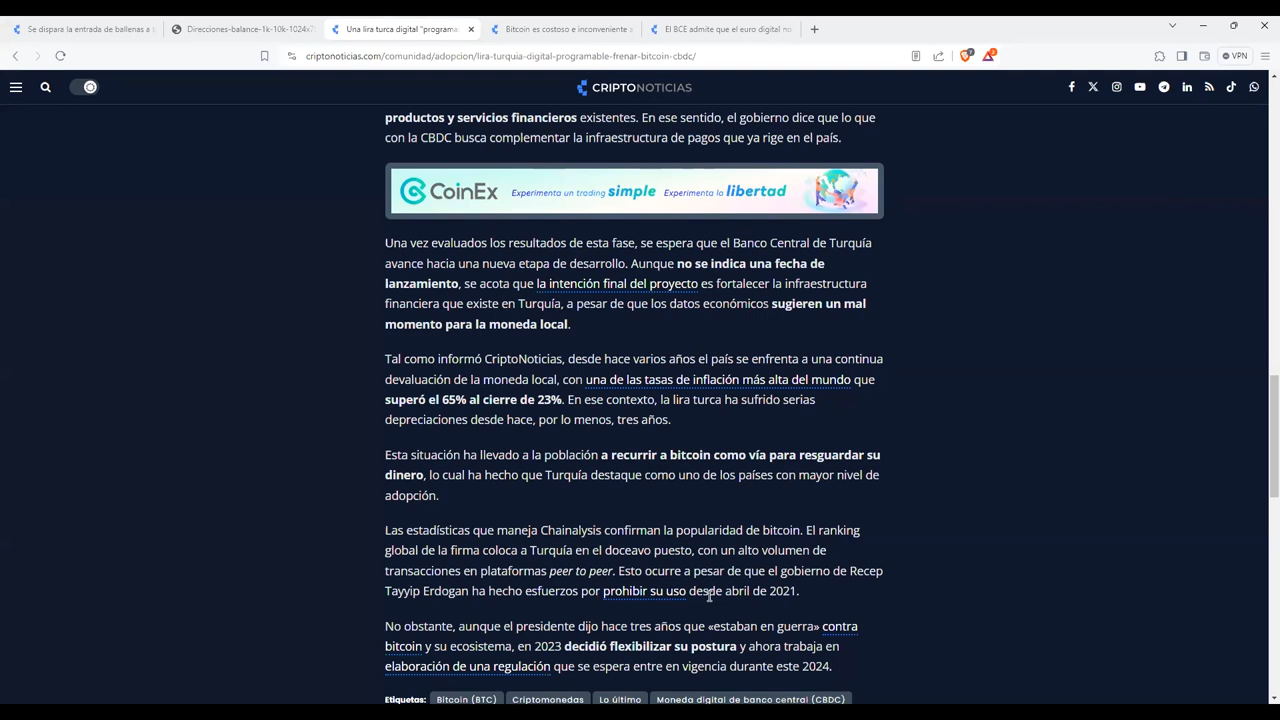 Se dispara la entrada de ballenas a
Direcciones-balance-1k-10k-1024x7
Una lira turca digital "programa
Bitcoin es costoso e inconveniente a
El BCE admite que el euro digital no
criptonoticias.com/comunidad/adopcion/lira-turquia-digital-programable-frenar-bitcoin-cbdc/
VPN
CRIPTONOTICIAS
productos y servicios financieros existentes. En ese sentido, el gobierno dice que lo que
con la CBDC busca complementar la infraestructura de pagos que ya rige en el país.
CoinEx Experimenta un trading simple Experimenta la libertad
Una vez evaluados los resultados de esta fase, se espera que el Banco Central de Turquía
avance hacia una nueva etapa de desarrollo. Aunque no se indica una fecha de
lanzamiento, se acota que la intención final del proyecto es fortalecer la infraestructura
financiera que existe en Turquía, a pesar de que los datos económicos sugieren un mal
momento para la moneda local.
Tal como informó CriptoNoticias, desde hace varios años el país se enfrenta a una continua
devaluación de la moneda local, con una de las tasas de inflación más alta del mundo que
superó el 65% al cierre de 23%. En ese contexto, la lira turca ha sufrido serias
depreciaciones desde hace, por lo menos, tres años.
Esta situación ha llevado a la población a recurrir a bitcoin como vía para resguardar su
dinero, lo cual ha hecho que Turquía destaque como uno de los países con mayor nivel de
adopción.
Las estadísticas que maneja Chainalysis confirman la popularidad de bitcoin. El ranking
global de la firma coloca a Turquía en el doceavo puesto, con un alto volumen de
transacciones en plataformas peer to peer. Esto ocurre a pesar de que el gobierno de Recep
Tayyip Erdogan ha hecho esfuerzos por prohibir su uso desde abril de 2021.
No obstante, aunque el presidente dijo hace tres años que «estaban en guerra» contra
bitcoin y su ecosistema, en 2023 decidió flexibilizar su postura y ahora trabaja en
elaboración de una regulación que se espera entre en vigencia durante este 2024.
Etiquetas: Bitcoin (BTC) Criptomonedas Lo último Moneda digital de banco central (CBDC)